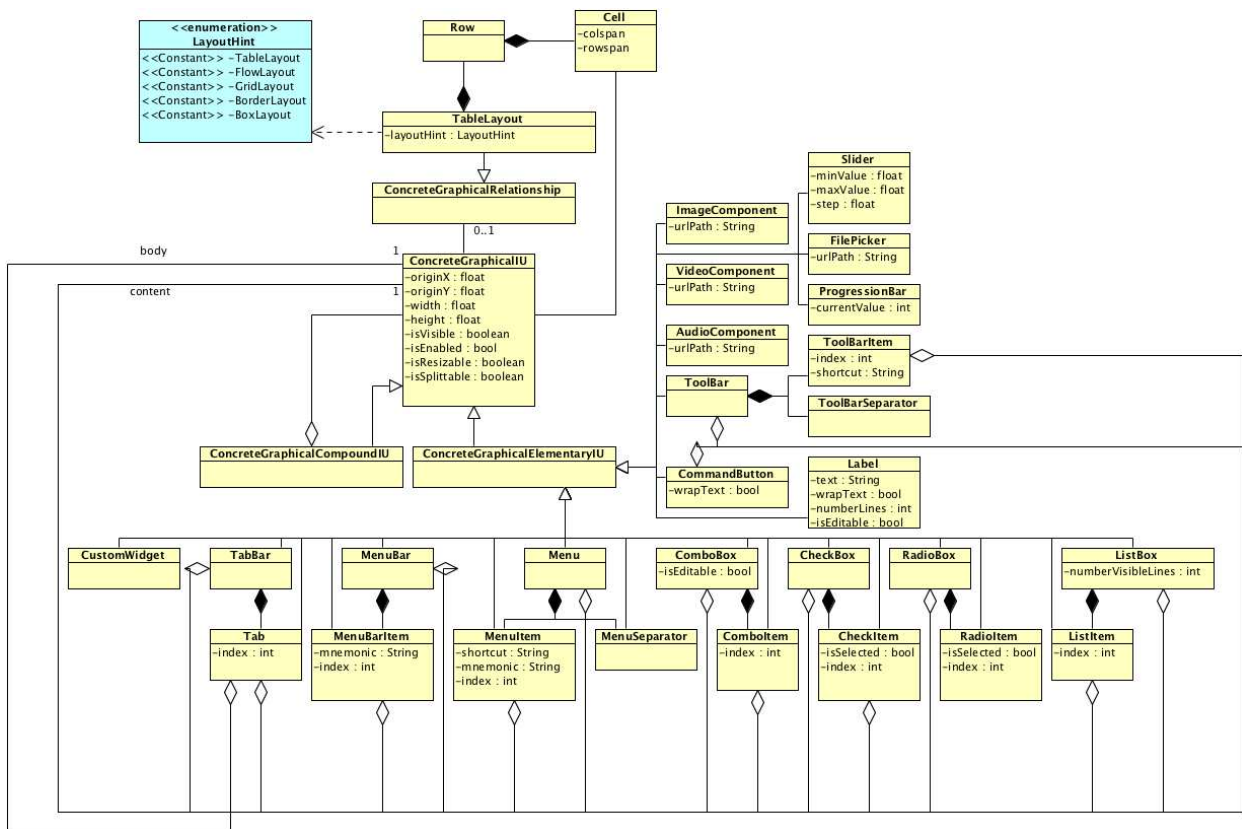 <<enumeration>>
LayoutHint
<<Constant>> -TableLayout
<<Constant>> -FlowLayout
<<Constant>> -GridLayout
<<Constant>> -BorderLayout
<<Constant>> -BoxLayout
Row
Cell
-colspan
-rowspan
TableLayout
-layoutHint : LayoutHint
ConcreteGraphicalRelationship
0..1
body
1
content
1
ConcreteGraphicalIU
-originX : float
-originY : float
-width : float
-height : float
-isVisible : boolean
-isEnabled : bool
-isResizable : boolean
-isSplittable : boolean
ImageComponent
-urlPath : String
VideoComponent
-urlPath : String
AudioComponent
-urlPath : String
ToolBar
CommandButton
-wrapText : bool
Slider
-minValue : float
-maxValue : float
-step : float
FilePicker
-urlPath : String
ProgressionBar
-currentValue : int
ToolBarItem
-index : int
-shortcut : String
ToolBarSeparator
Label
-text : String
-wrapText : bool
-numberLines : int
-isEditable : bool
ConcreteGraphicalCompoundIU
ConcreteGraphicalElementaryIU
CustomWidget
TabBar
MenuBar
Menu
ComboBox
-isEditable : bool
CheckBox
RadioBox
ListBox
-numberVisibleLines : int
Tab
-index : int
MenuBarItem
-mnemonic : String
-index : int
MenuItem
-shortcut : String
-mnemonic : String
-index : int
MenuSeparator
ComboItem
-index : int
CheckItem
-isSelected : bool
-index : int
RadioItem
-isSelected : bool
-index : int
ListItem
-index : int